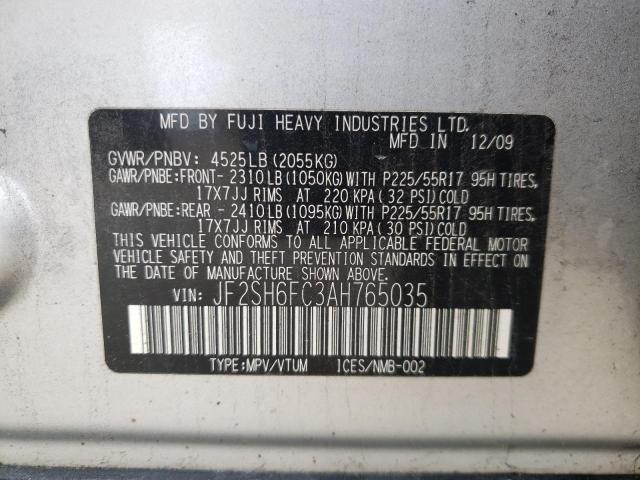 MFD BY FUJI HEAVY INDUSTRIES LTD.
MFD IN 12/09
GVWR/PNBV: 4525LB(2055KG)
GAWR/PNBE:FRONT- 2310LB(1050KG)WITH P225/55R17 95H TIRES,
17X7JJ RIMS AT 220 KPA(32 PSI)COLD
GAWR/PNBE:REAR - 2410LB(1095KG)WITH P225/55R17 95H TIRES,
17X7JJ RIMS AT 210 KPA(30 PSI)COLD
THIS VEHICLE CONFORMS TO ALL APPLICABLE FEDERAL MOTOR
VEHICLE SAFETY AND THEFT PREVENTION STANDARDS IN EFFECT ON
THE DATE OF MANUFACTURE SHOWN ABOVE.
VIN: JF2SH6FC3AH765035
TYPE:MPV/VTUM ICES/NMB-002